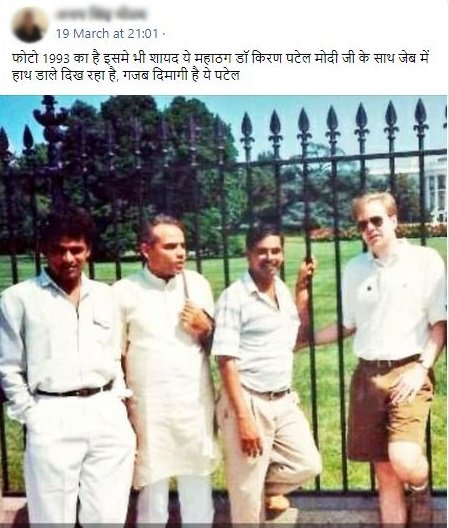 19 March at 21:01 ·
फोटो 1993 का है इसमे भी शायद ये महाठग डॉ किरण पटेल मोदी जी के साथ जेब में
हाथ डाले दिख रहा है, गजब दिमागी है ये पटेल